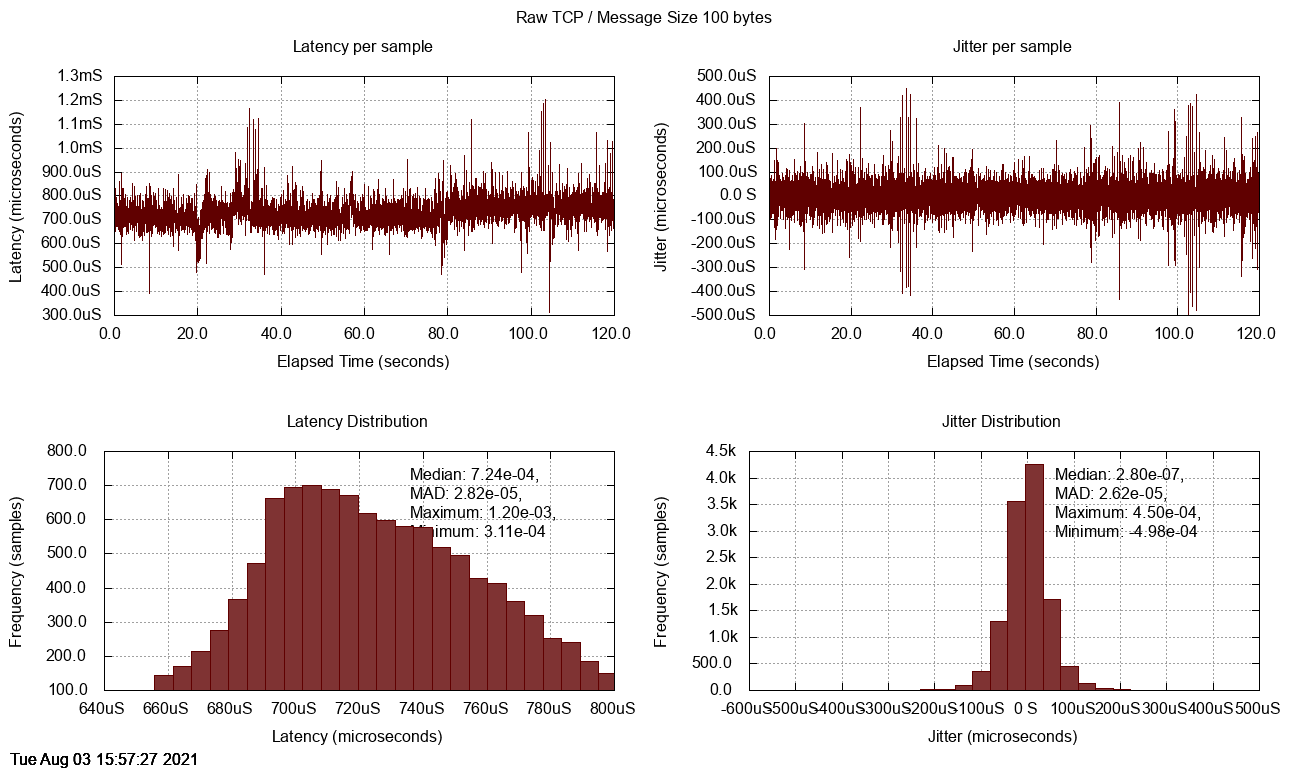 Raw TCP / Message Size 100 bytes
Latency per sample
1.3mS
1.2mS
1.1mS
1.0mS
900.0uS
800.0uS
700.0uS
600.0uS
500.0uS
400.0uS
300.0uS
0.0 20.0 40.0 60.0 80.0 100.0 120.0
Latency (microseconds)
Elapsed Time (seconds)
Jitter per sample
500.0uS
400.0uS
300.0uS
200.0uS
100.0uS
0.0 S
-100.0uS
-200.0uS
-300.0uS
-400.0uS
-500.0uS
0.0 20.0 40.0 60.0 80.0 100.0 120.0
Jitter (microseconds)
Elapsed Time (seconds)
Latency Distribution
800.0
700.0
600.0
500.0
400.0
300.0
200.0
100.0
Median: 7.24e-04,
MAD: 2.82e-05,
Maximum: 1.20e-03,
Minimum: 3.11e-04
640uS 660uS 680uS 700uS 720uS 740uS 760uS 780uS 800uS
Frequency (samples)
Latency (microseconds)
Jitter Distribution
4.5k
4.0k
3.5k
3.0k
2.5k
2.0k
1.5k
1.0k
500.0
0.0
Median: 2.80e-07,
MAD: 2.62e-05,
Maximum: 4.50e-04,
Minimum: -4.98e-04
-600uS -500uS -400uS -300uS -200uS -100uS 0 S 100uS 200uS 300uS 400uS 500uS
Frequency (samples)
Jitter (microseconds)
Tue Aug 03 15:57:27 2021